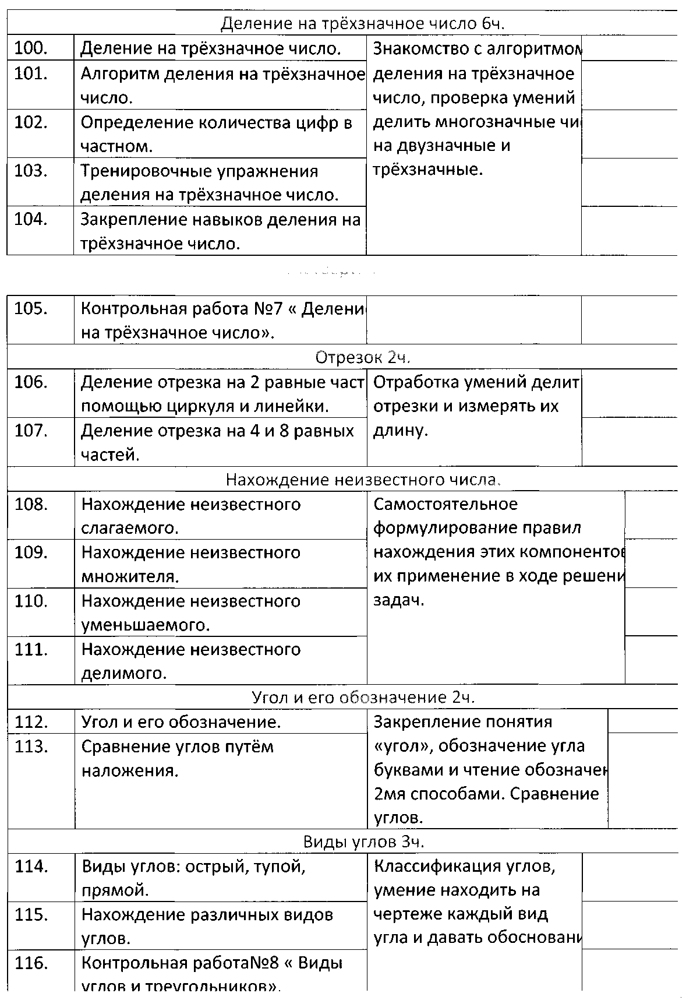 Деление на трёхзначное число 6ч.
100. Деление на трёхзначное число.
101. Алгоритм деления на трёхзначное
число.
102. Определение количества цифр в
частном.
103. Тренировочные упражнения
деления на трёхзначное число.
104. Закрепление навыков деления на
трёхзначное число.
Знакомство с алгоритмом
деления на трёхзначное
число, проверка умений
делить многозначные чи
на двузначные и
трёхзначные.
105. Контрольная работа №7 « Делени
на трёхзначное число».
Отрезок 2ч.
106. Деление отрезка на 2 равные част
помощью циркуля и линейки.
107. Деление отрезка на 4 и 8 равных
частей.
Отработка умений делит
отрезки и измерять их
длину.
Нахождение неизвестного числа.
108. Нахождение неизвестного
слагаемого.
109. Нахождение неизвестного
множителя.
110. Нахождение неизвестного
уменьшаемого.
111. Нахождение неизвестного
делимого.
Самостоятельное
формулирование правил
нахождения этих компонентов
их применение в ходе решени
задач.
Угол и его обозначение 2ч.
112. Угол и его обозначение.
113. Сравнение углов путём
наложения.
Закрепление понятия
«угол», обозначение угла
буквами и чтение обозначен
2мя способами. Сравнение
углов.
Виды углов 3ч.
114. Виды углов: острый, тупой,
прямой.
115. Нахождение различных видов
углов.
116. Контрольная работа№8 « Виды
углов и треугольников».
Классификация углов,
умение находить на
чертеже каждый вид
угла и давать обосновани